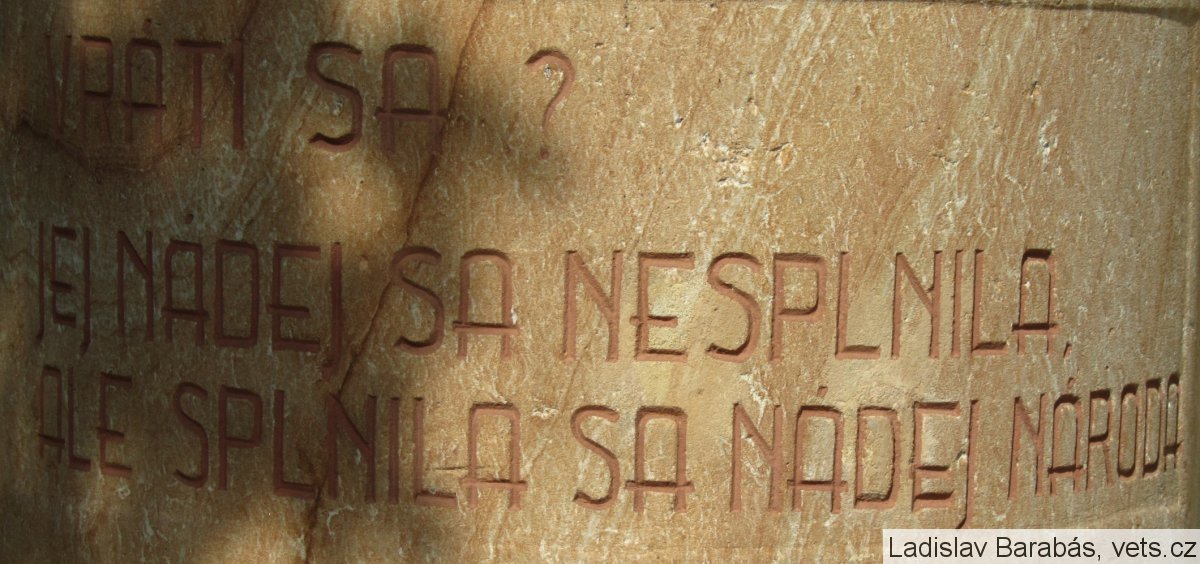 VRÁTI SA ?
JEJ NÁDEJ SA NESPLNILA,
ALE SPLNILA SA NÁDEJ NÁRODA
Ladislav Barabás, vets.cz